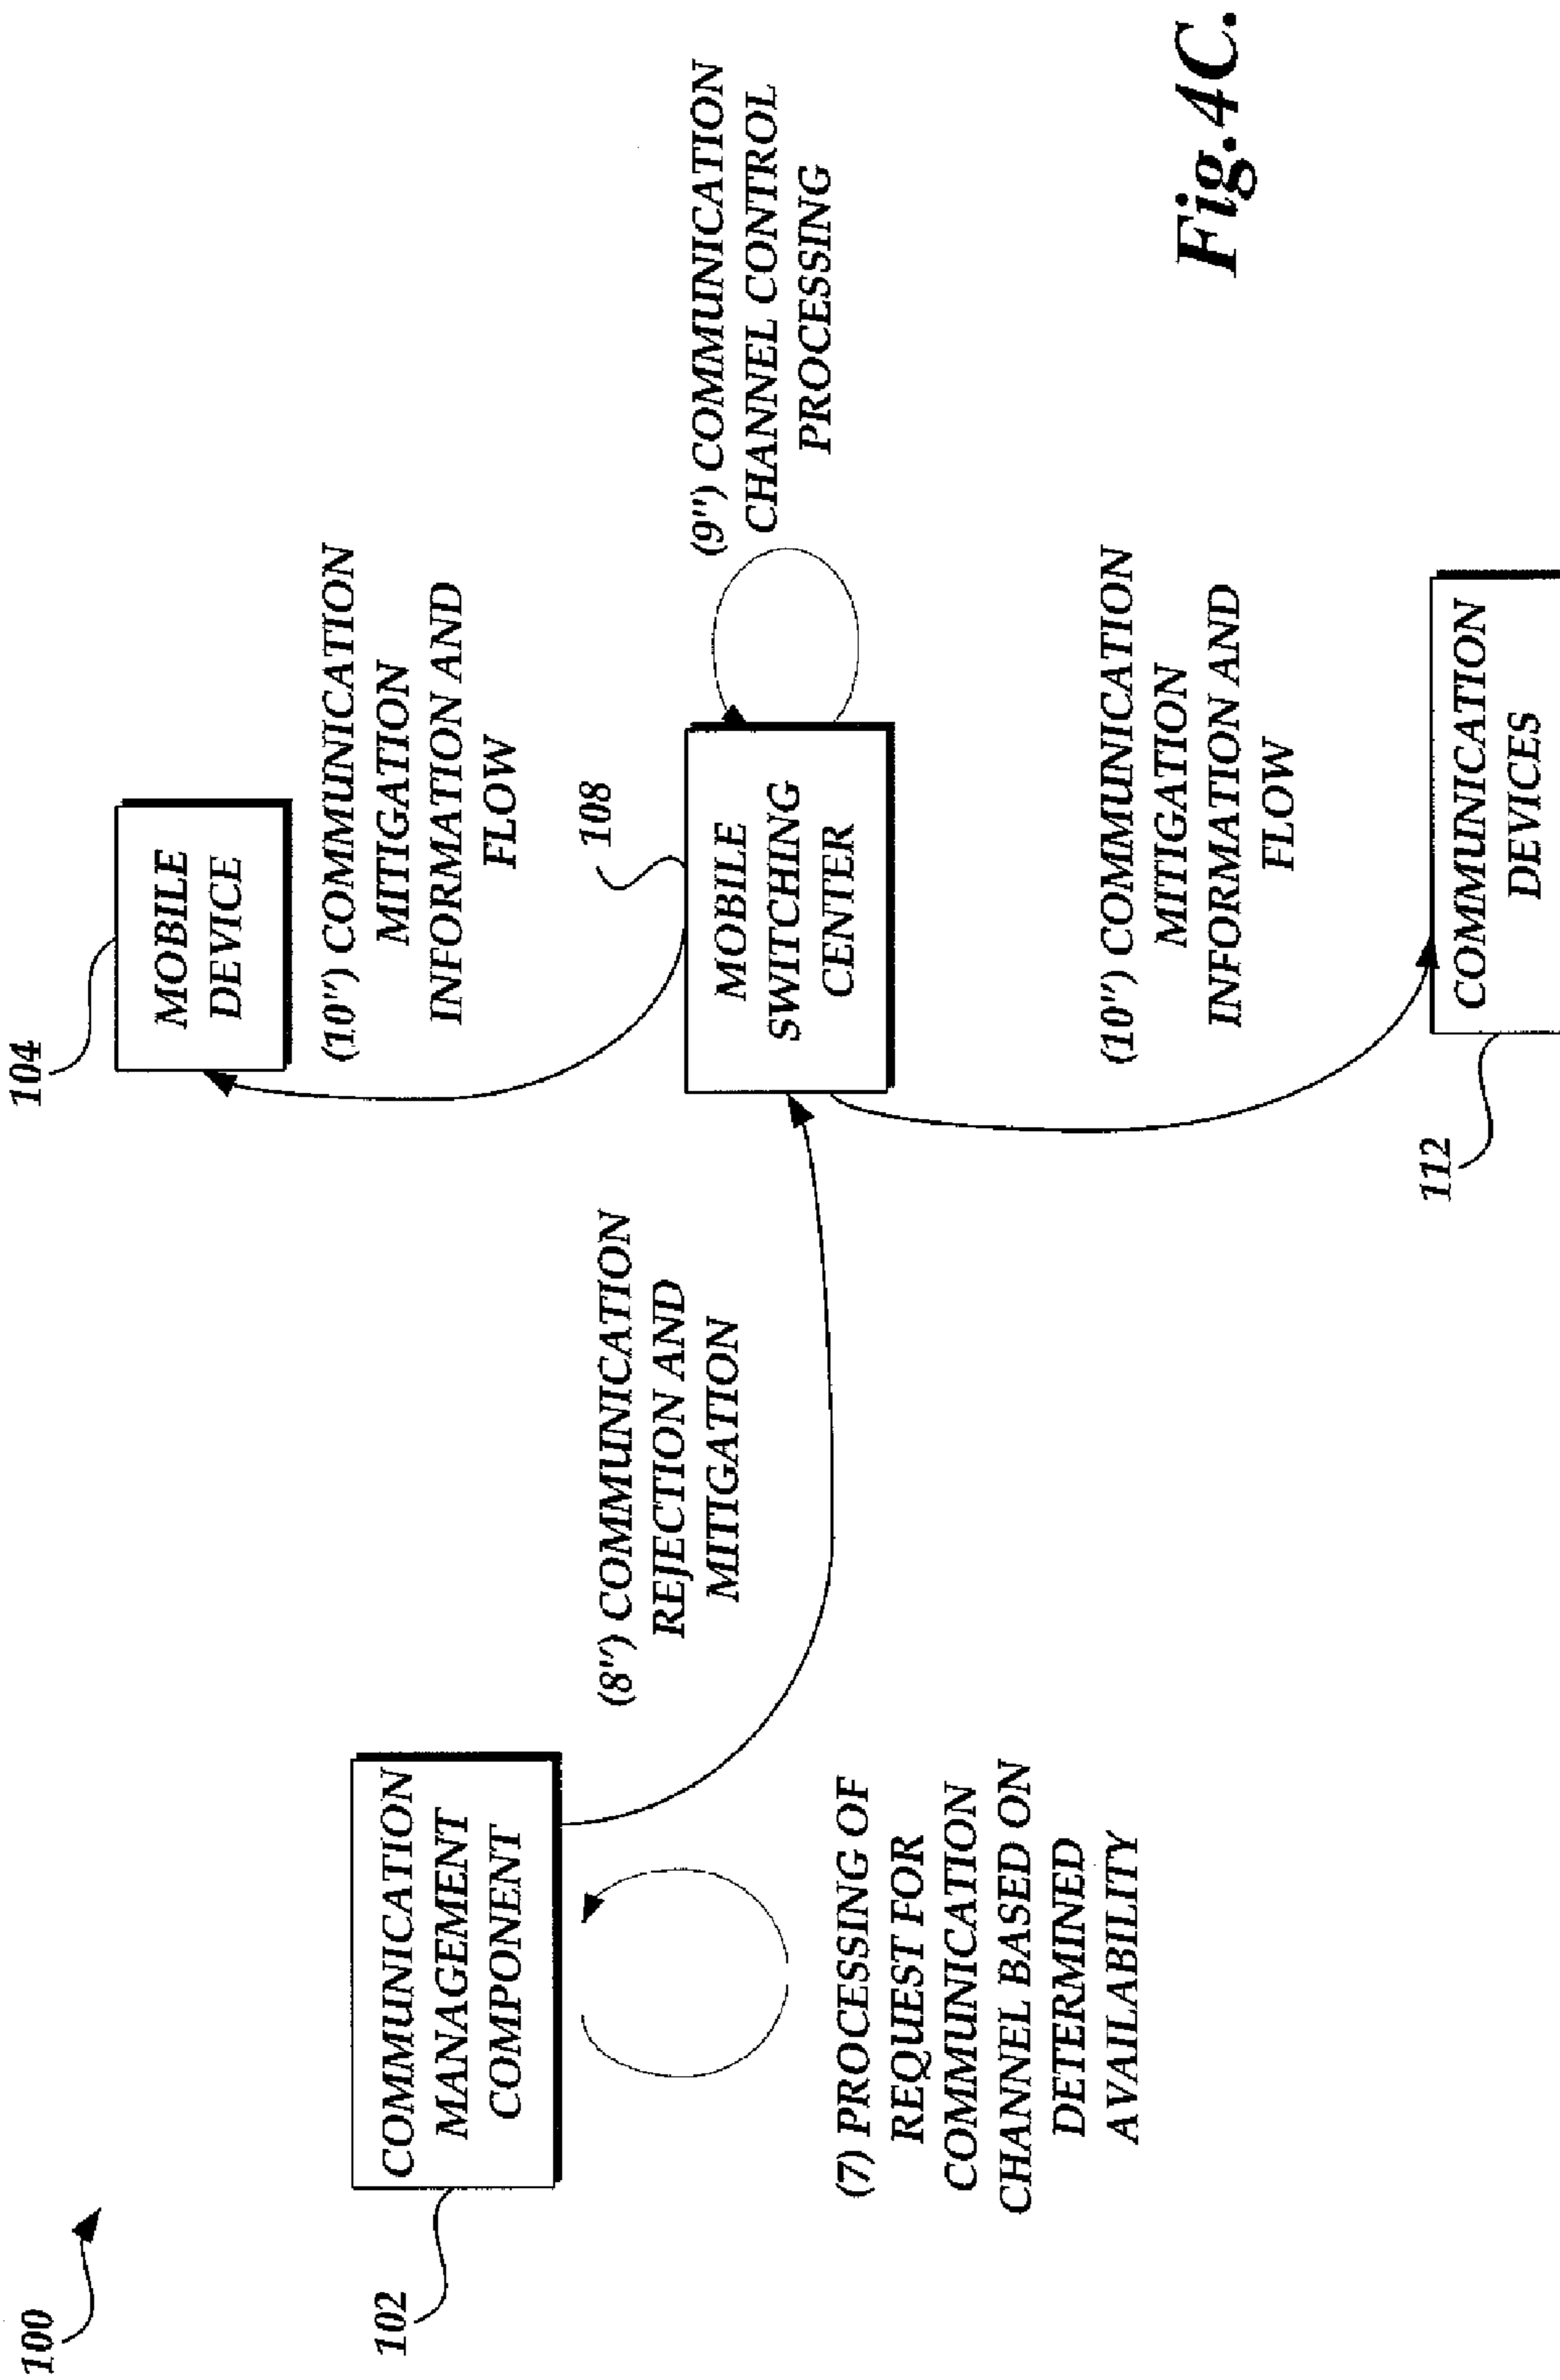 100
102
COMMUNICATION
MANAGEMENT
COMPONENT
(7) PROCESSING OF
REQUEST FOR
COMMUNICATION
CHANNEL BASED ON
DETERMINED
AVAILABILITY
(8") COMMUNICATION
REJECTION AND
MITIGATION
104
MOBILE
DEVICE
(10") COMMUNICATION
MITIGATION
INFORMATION AND
FLOW
108
MOBILE
SWITCHING
CENTER
(9") COMMUNICATION
CHANNEL CONTROL
PROCESSING
(10") COMMUNICATION
MITIGATION
INFORMATION AND
FLOW
112
COMMUNICATION
DEVICES
Fig.4C.